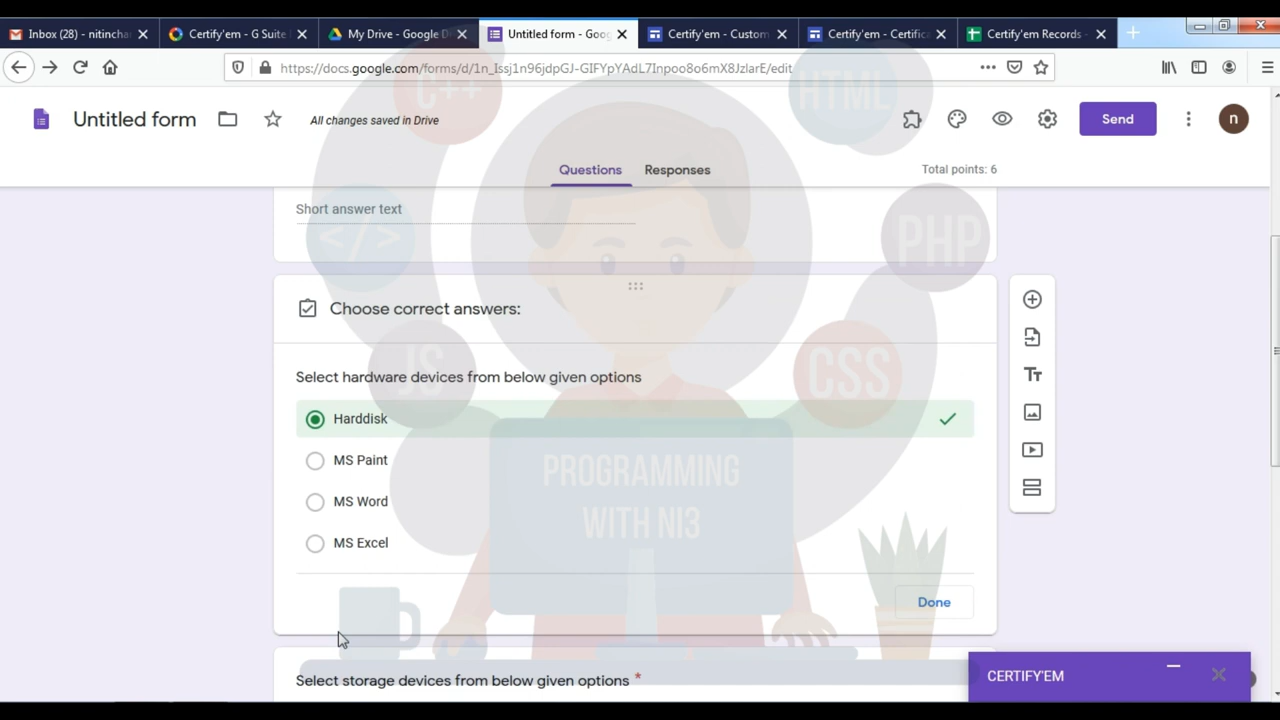 Inbox (28) - nitinchan
Certify'em - G Suite
My Drive - Google D
Untitled form - Goog
Certify'em - Custom
Certify'em - Certifica
Certify'em Records -
https://docs.google.com/forms/d/1n_Issj1n96jdpGJ-GIFYpYAdL7Inpoo8o6mX8JzlarE/edit
Untitled form
All changes saved in Drive
Send
n
Questions
Responses
Total points: 6
Short answer text
Choose correct answers:
Select hardware devices from below given options
Harddisk
MS Paint
MS Word
MS Excel
Done
Select storage devices from below given options *
CERTIFY'EM
C++
HTML
</>
PHP
JS
CSS
PROGRAMMING
WITH NI3